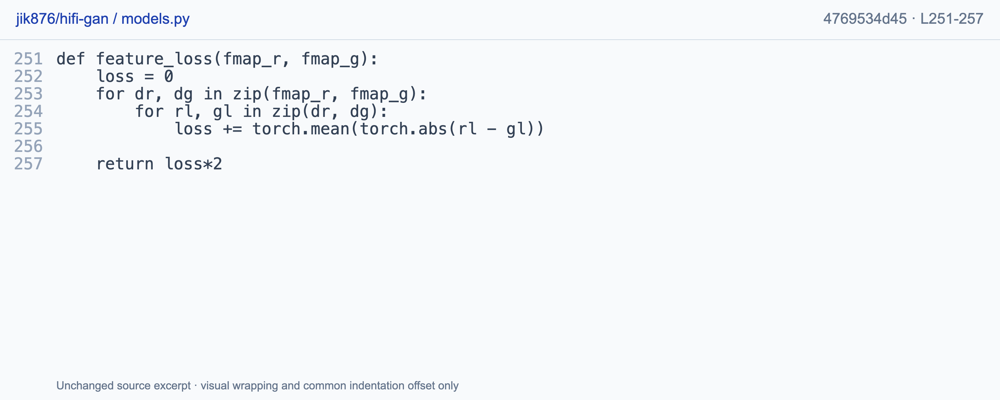 jik876/hifi-gan / models.py
4769534d45 · L251-257
251 def feature_loss(fmap_r, fmap_g):
252     loss = 0
253     for dr, dg in zip(fmap_r, fmap_g):
254         for rl, gl in zip(dr, dg):
255             loss += torch.mean(torch.abs(rl - gl))
256
257     return loss*2
Unchanged source excerpt · visual wrapping and common indentation offset only